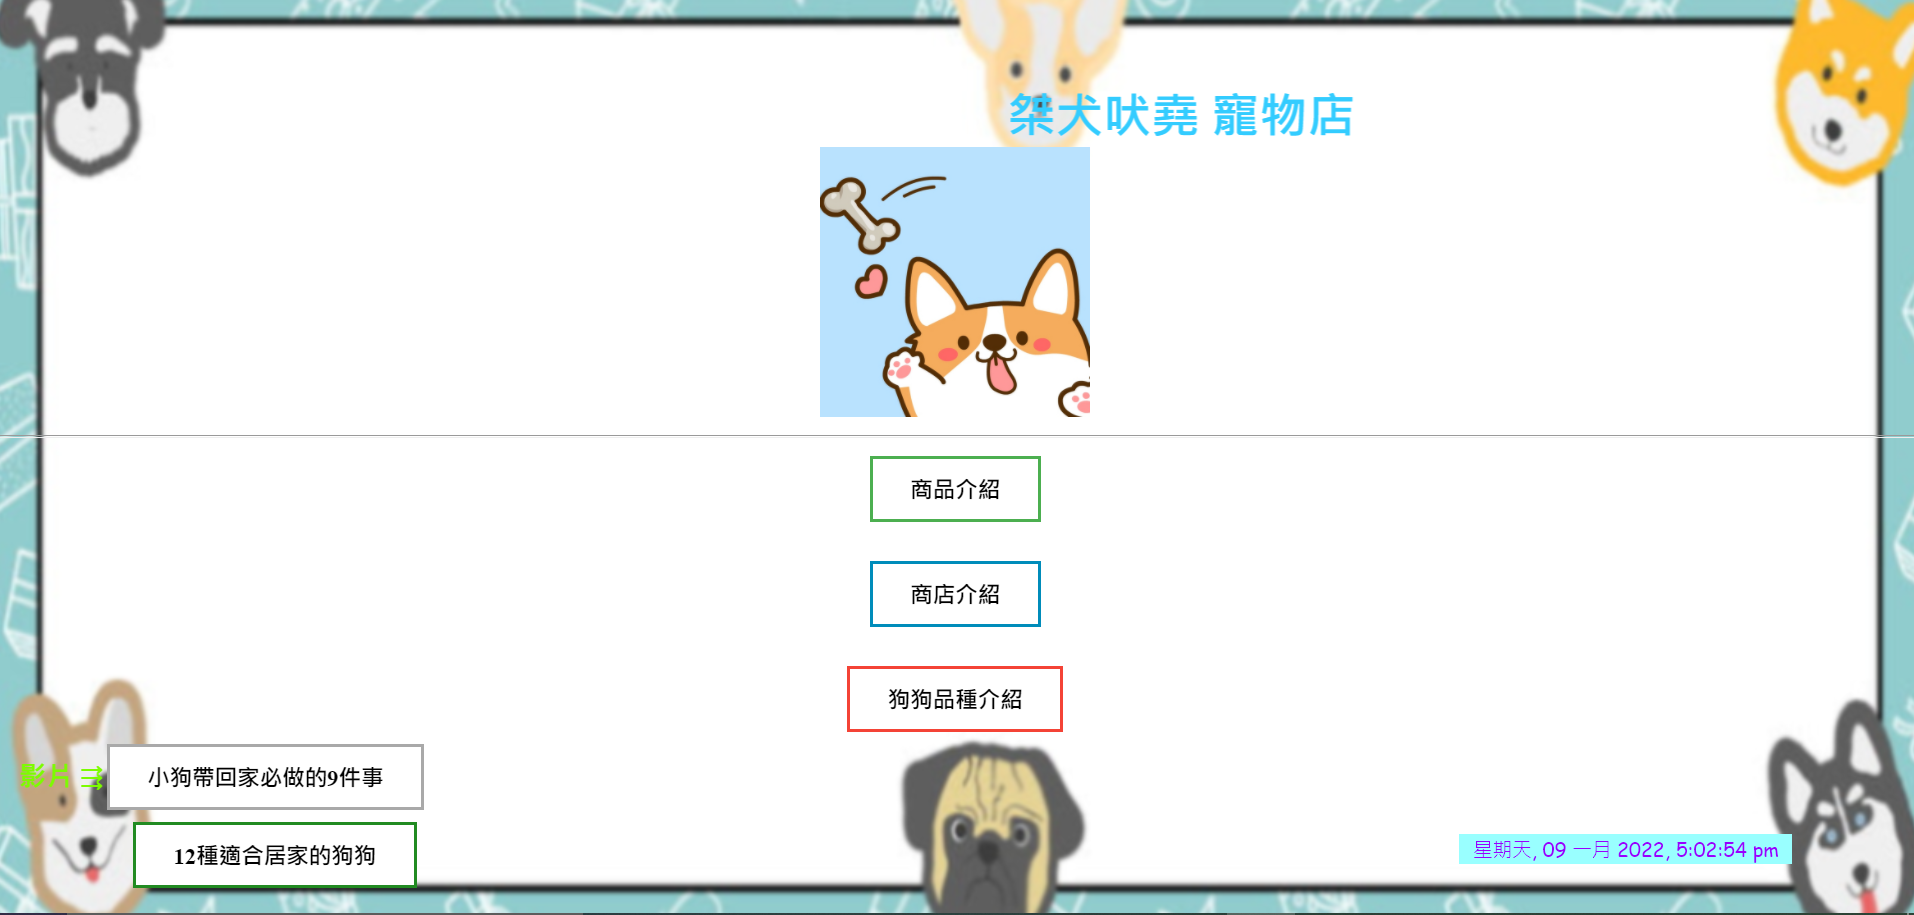 桀犬吠堯 寵物店
商品介紹
商店介紹
狗狗品種介紹
影片 ⇉ 小狗帶回家必做的9件事
12種適合居家的狗狗
星期天, 09 一月 2022, 5:02:54 pm